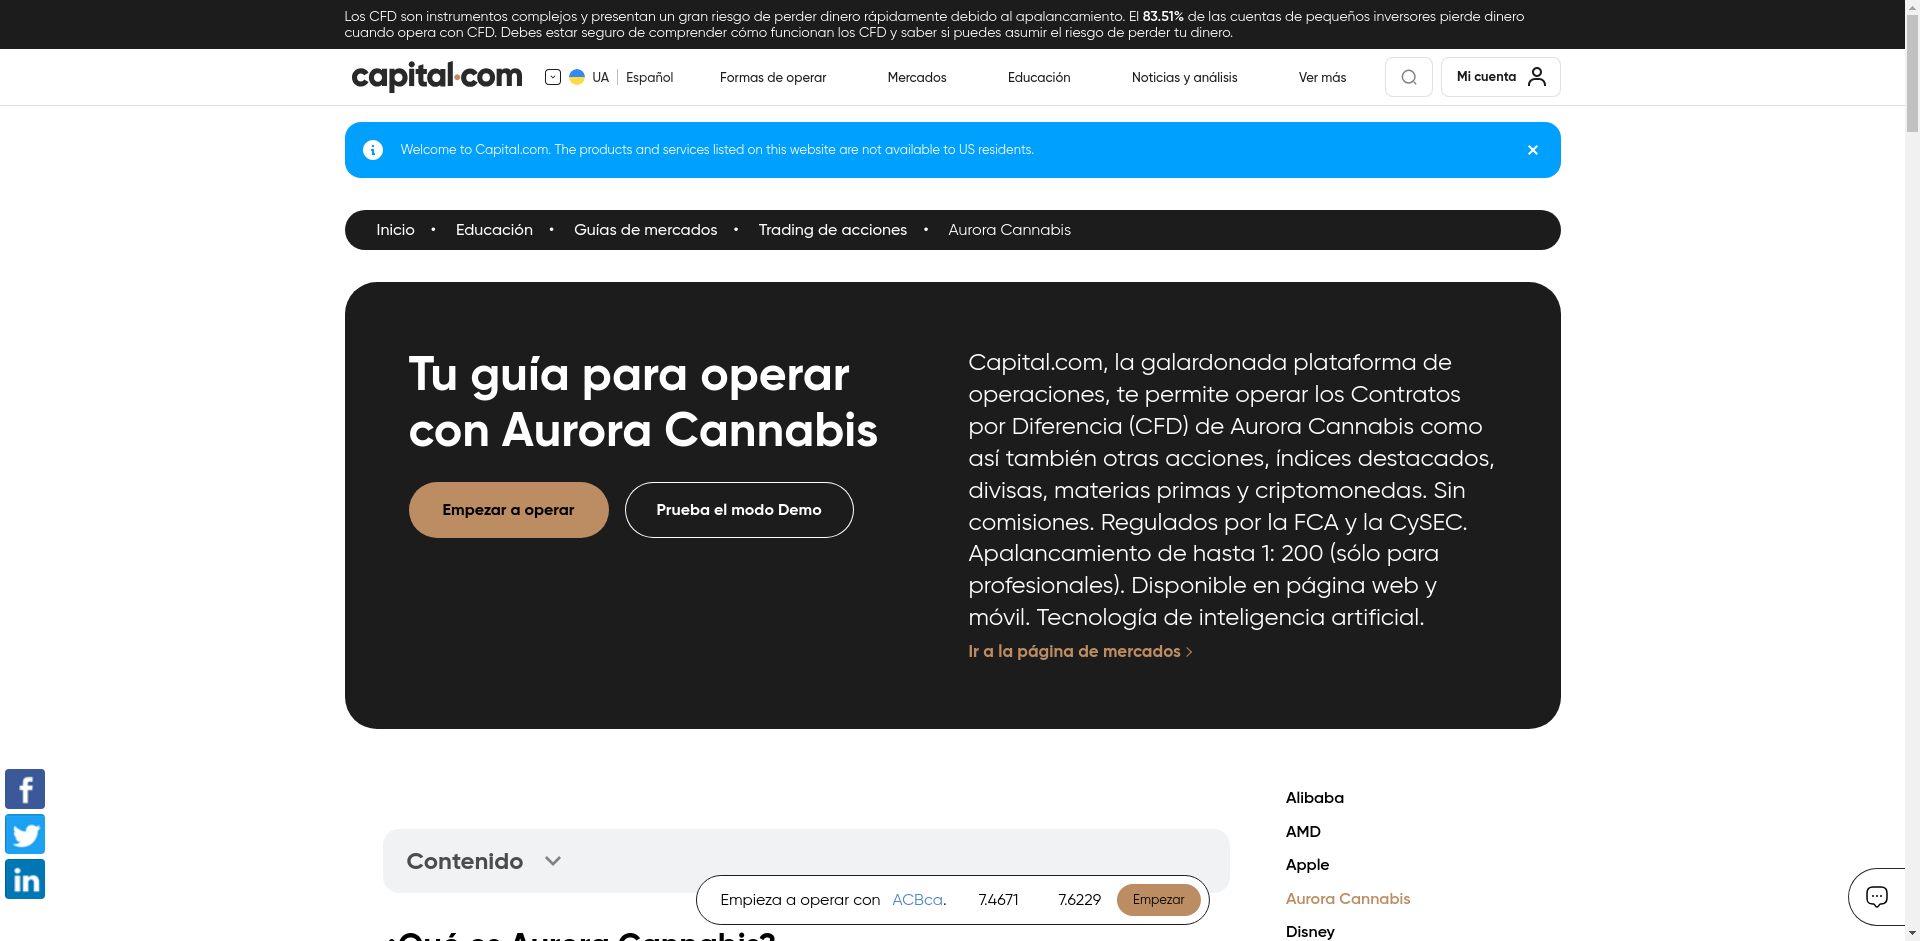 Los CFD son instrumentos complejos y presentan un gran riesgo de perder dinero rápidamente debido al apalancamiento. El 83.51% de las cuentas de pequeños inversores pierde dinero
cuando opera con CFD. Debes estar seguro de comprender cómo funcionan los CFD y saber si puedes asumir el riesgo de perder tu dinero.
capital.com UA Español Formas de operar Mercados Educación Noticias y análisis Ver más Mi cuenta
Welcome to Capital.com. The products and services listed on this website are not available to US residents.
Inicio • Educación • Guías de mercados • Trading de acciones • Aurora Cannabis
Tu guía para operar
con Aurora Cannabis
Empezar a operar Prueba el modo Demo
Capital.com, la galardonada plataforma de
operaciones, te permite operar los Contratos
por Diferencia (CFD) de Aurora Cannabis como
así también otras acciones, índices destacados,
divisas, materias primas y criptomonedas. Sin
comisiones. Regulados por la FCA y la CySEC.
Apalancamiento de hasta 1: 200 (sólo para
profesionales). Disponible en página web y
móvil. Tecnología de inteligencia artificial.
Ir a la página de mercados
Contenido
¿Qué es Aurora Cannabis?
Alibaba
AMD
Apple
Aurora Cannabis
Disney
Empieza a operar con ACBca. 7.4671 7.6229 Empezar